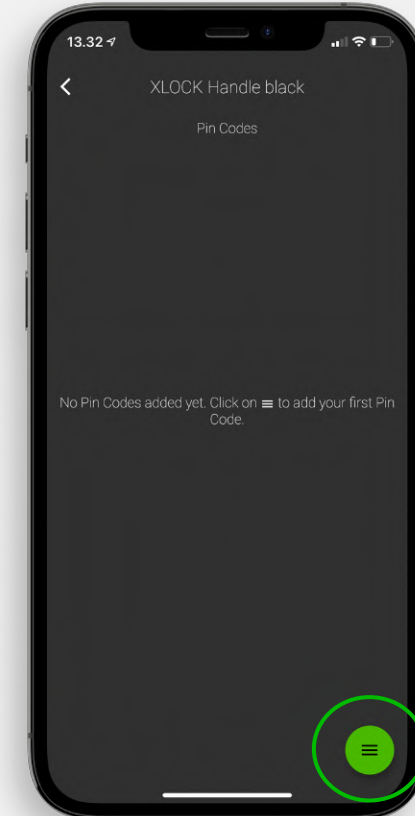 13.32
XLOCK Handle black
Pin Codes
No Pin Codes added yet. Click on ≡ to add your first Pin
Code.